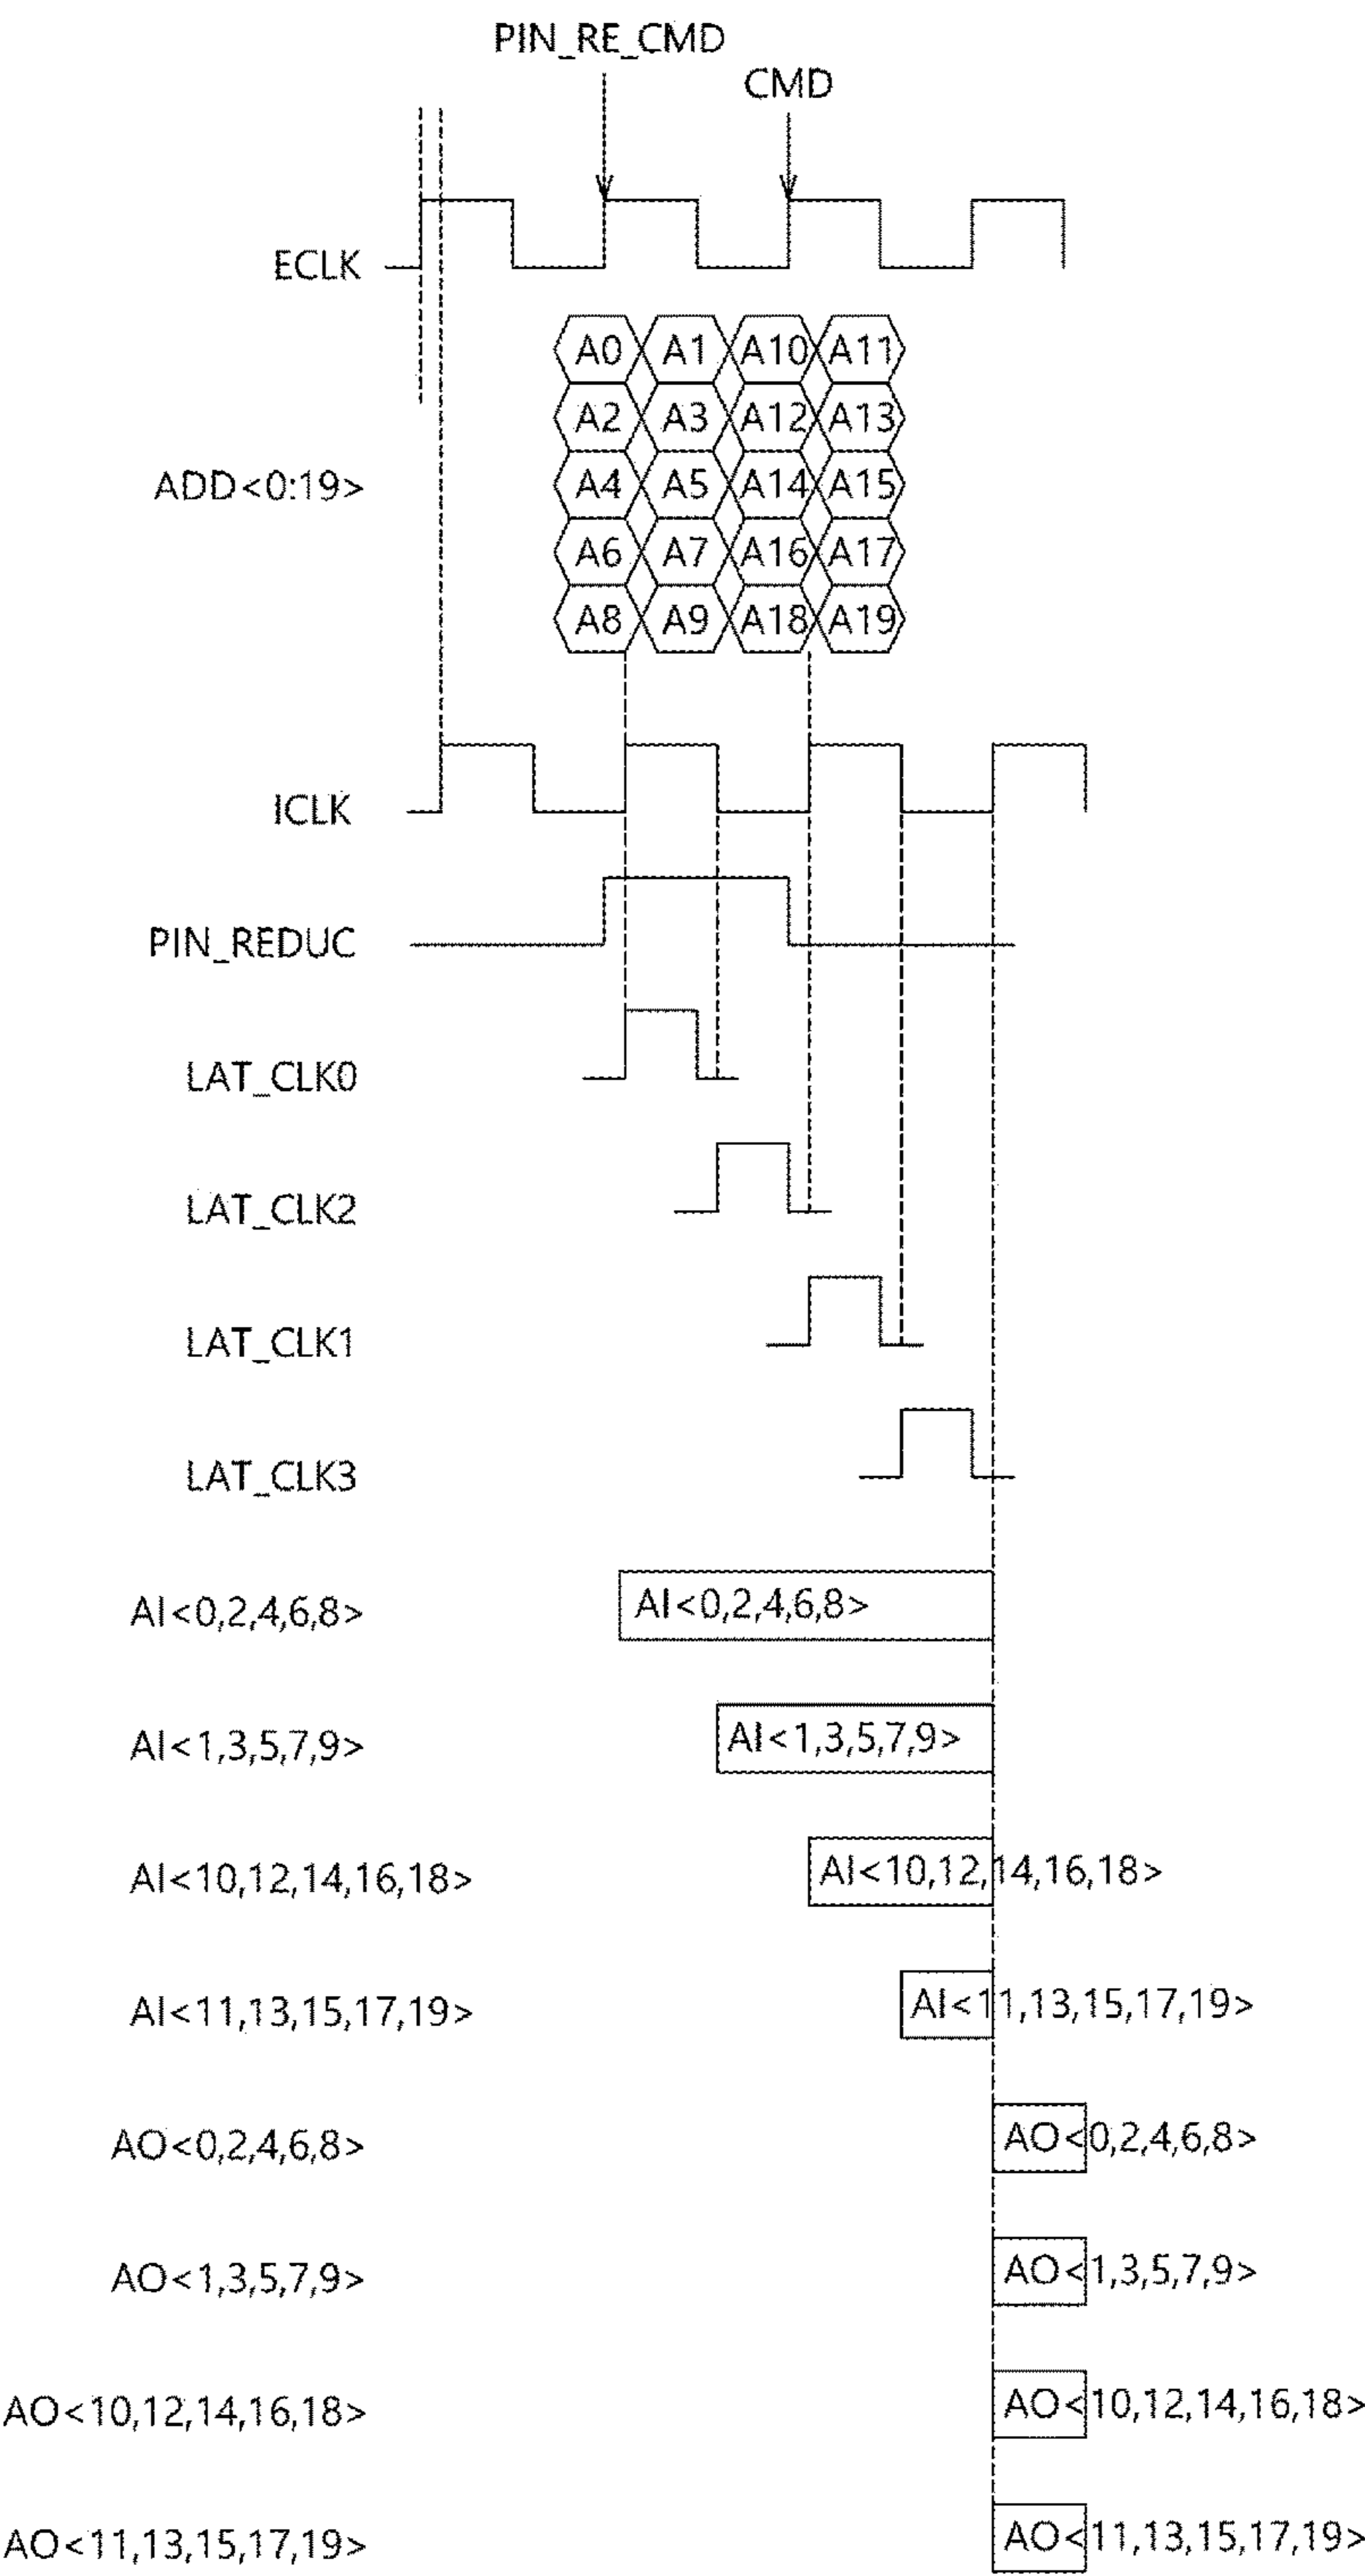 PIN_RE_CMD
CMD
ECLK
A0 A1 A10 A11
A2 A3 A12 A13
ADD<0:19> A4 A5 A14 A15
A6 A7 A16 A17
A8 A9 A18 A19
ICLK
PIN_REDUC
LAT_CLK0
LAT_CLK2
LAT_CLK1
LAT_CLK3
AI<0,2,4,6,8> AI<0,2,4,6,8>
AI<1,3,5,7,9> AI<1,3,5,7,9>
AI<10,12,14,16,18> AI<10,12,14,16,18>
AI<11,13,15,17,19> AI<11,13,15,17,19>
AO<0,2,4,6,8> AO<0,2,4,6,8>
AO<1,3,5,7,9> AO<1,3,5,7,9>
AO<10,12,14,16,18> AO<10,12,14,16,18>
AO<11,13,15,17,19> AO<11,13,15,17,19>